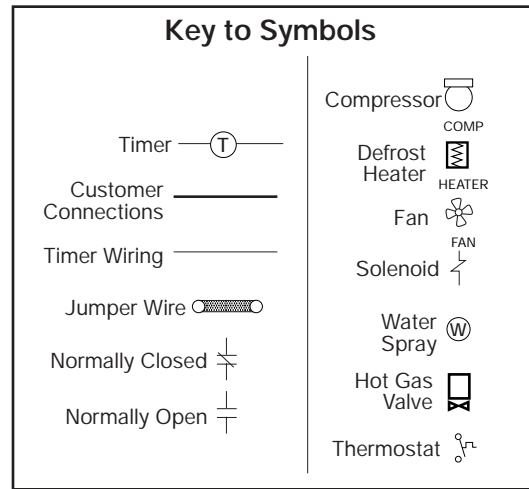 Key to Symbols
Timer
T
Customer
Connections
Timer Wiring
Jumper Wire
Normally Closed
Normally Open
Compressor
COMP
Defrost
Heater
HEATER
Fan
FAN
Solenoid
Water
Spray
W
Hot Gas
Valve
Thermostat